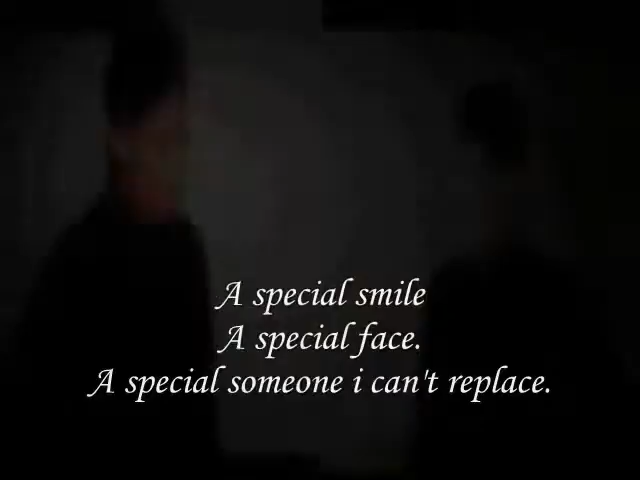 A special smile
A special face.
A special someone i can't replace.